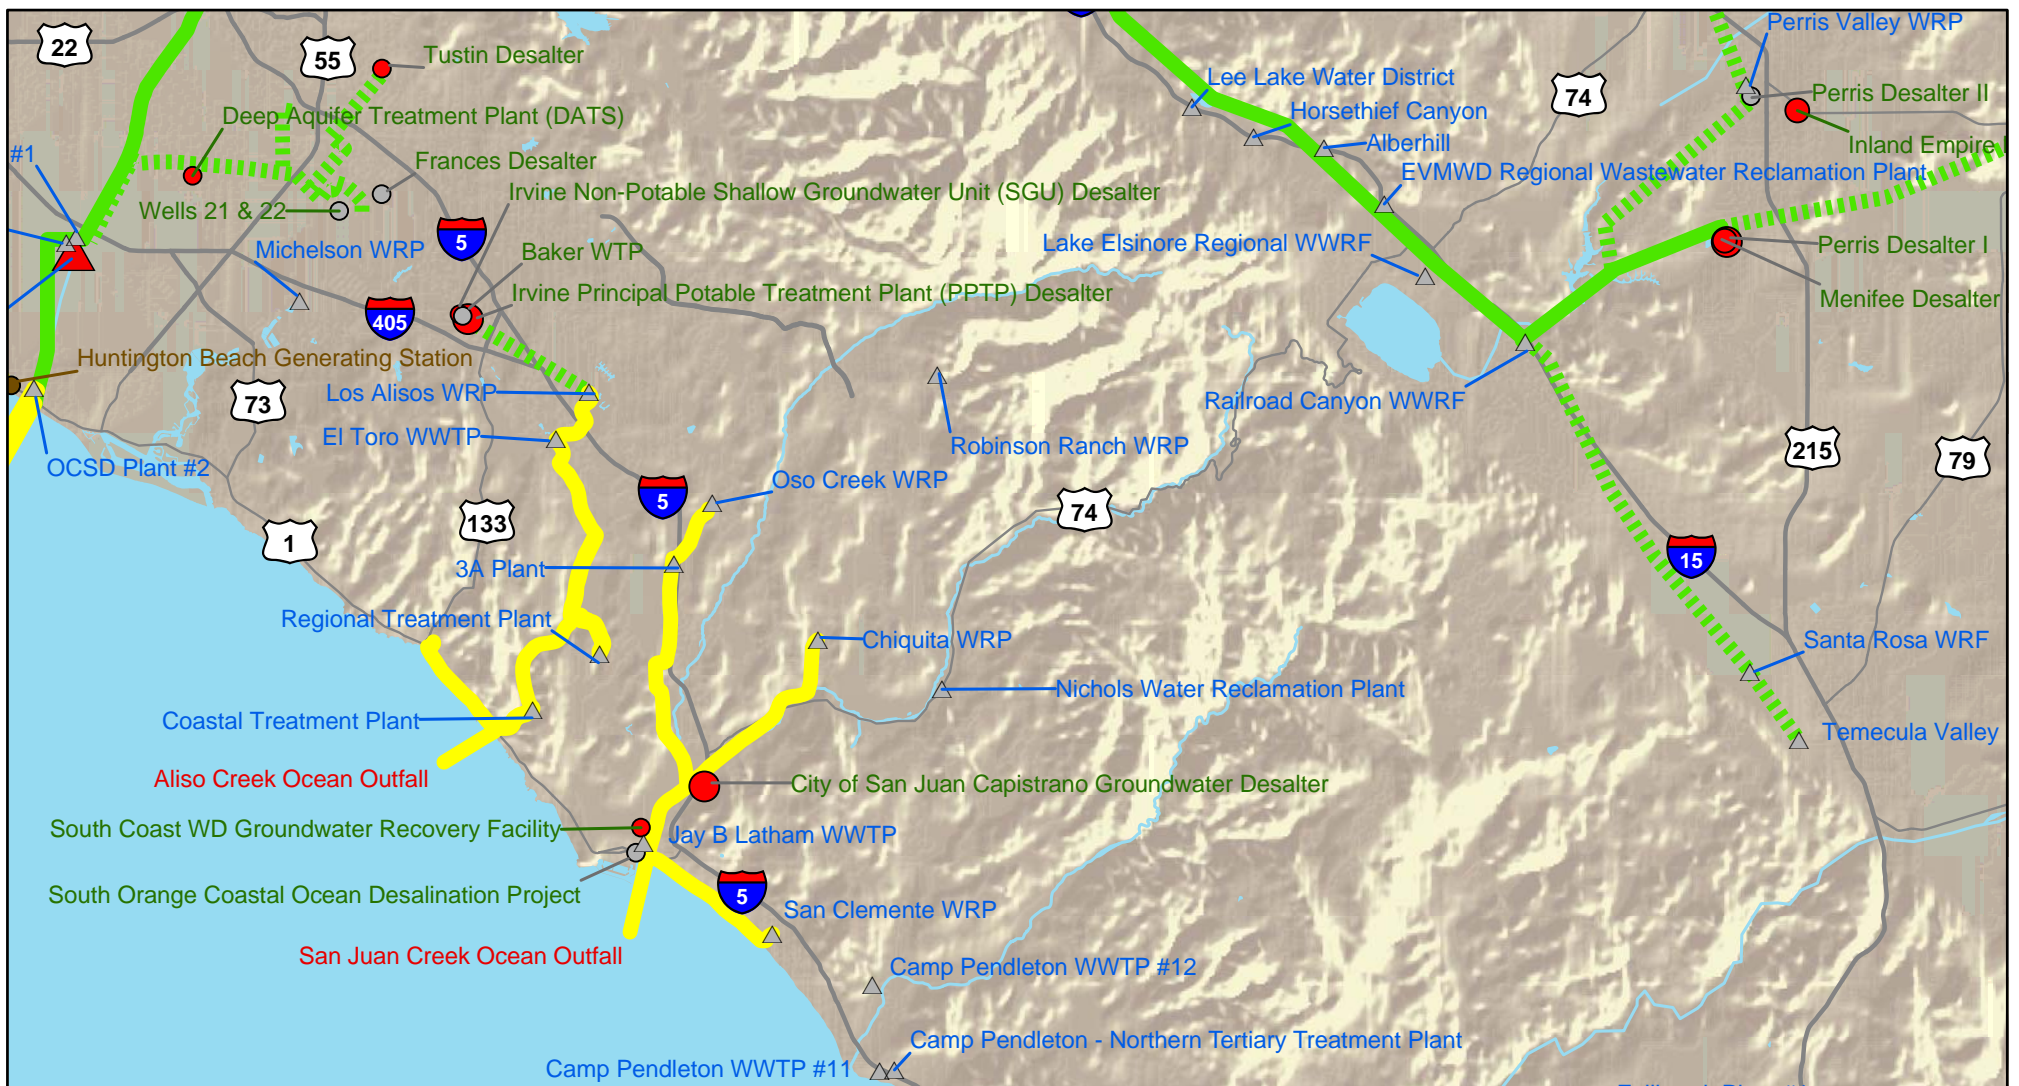 22
55
Tustin Desalter
Perris Valley WRP
Lee Lake Water District
74
Perris Desalter II
Deep Aquifer Treatment Plant (DATS)
Horsethief Canyon
Inland Empire
#1
Alberhill
Frances Desalter
EVMWD Regional Wastewater Reclamation Plant
Irvine Non-Potable Shallow Groundwater Unit (SGU) Desalter
Wells 21 & 22
5
Michelson WRP
Baker WTP
Lake Elsinore Regional WWRF
Perris Desalter I
Irvine Principal Potable Treatment Plant (PPTP) Desalter
Menifee Desalter
405
Huntington Beach Generating Station
Los Alisos WRP
73
Railroad Canyon WWRF
El Toro WWTP
Robinson Ranch WRP
215
79
OCSD Plant #2
Oso Creek WRP
5
74
133
1
15
3A Plant
Regional Treatment Plant
Chiquita WRP
Santa Rosa WRF
Nichols Water Reclamation Plant
Coastal Treatment Plant
Temecula Valley
Aliso Creek Ocean Outfall
City of San Juan Capistrano Groundwater Desalter
South Coast WD Groundwater Recovery Facility
Jay B Latham WWTP
South Orange Coastal Ocean Desalination Project
5
San Clemente WRP
San Juan Creek Ocean Outfall
Camp Pendleton WWTP #12
Camp Pendleton - Northern Tertiary Treatment Plant
Camp Pendleton WWTP #11